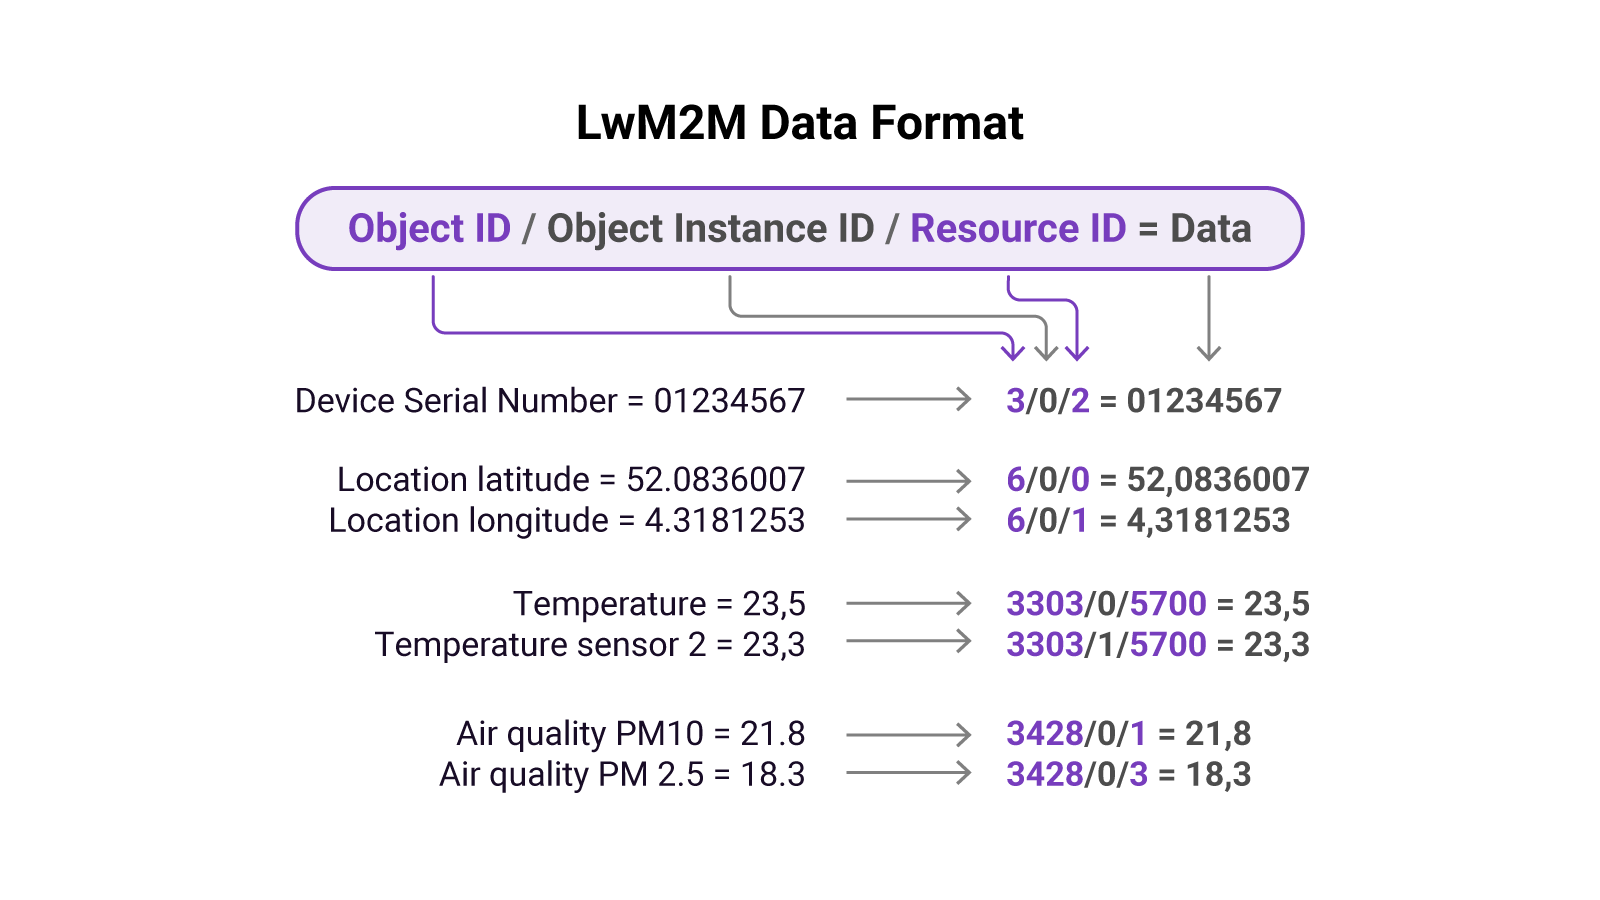 LwM2M Data Format
Object ID / Object Instance ID / Resource ID = Data
Device Serial Number = 01234567 3/0/2 = 01234567
Location latitude = 52.0836007 6/0/0 = 52,0836007
Location longitude = 4.3181253 6/0/1 = 4,3181253
Temperature = 23,5 3303/0/5700 = 23,5
Temperature sensor 2 = 23,3 3303/1/5700 = 23,3
Air quality PM10 = 21.8 3428/0/1 = 21,8
Air quality PM 2.5 = 18.3 3428/0/3 = 18,3